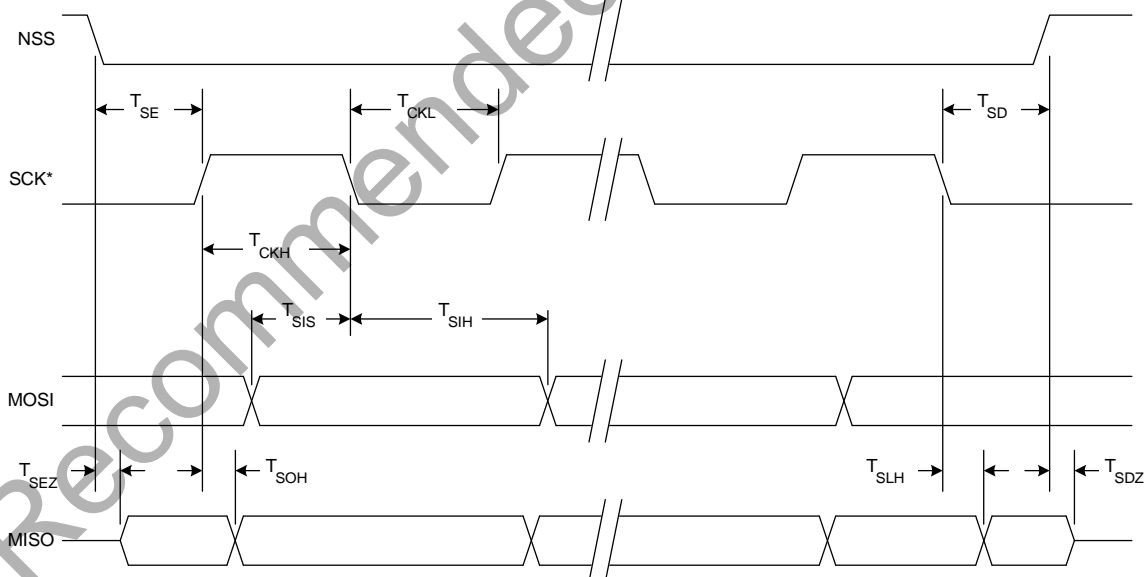 NSS
T SE
T CKL
T SD
SCK*
T CKH
T SIS
T SIH
MOSI
T SEZ
T SOH
T SLH
T SDZ
MISO
Recommended